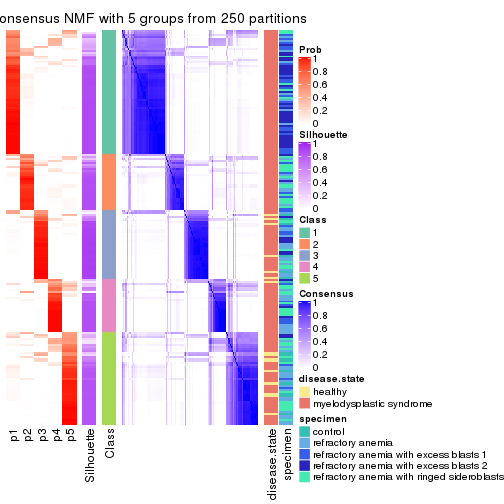 onsensus NMF with 5 groups from 250 partitions
Prob
1
0.8
0.6
0.4
0.2
0
Silhouette
1
0.8
0.6
0.4
0.2
0
Class
1
2
3
4
5
Consensus
1
0.8
0.6
0.4
0.2
0
disease.state
healthy
myelodysplastic syndrome
specimen
control
refractory anemia
refractory anemia with excess blasts 1
refractory anemia with excess blasts 2
refractory anemia with ringed sideroblasts
p1
p2
p3
p4
p5
Silhouette
Class
disease.state
specimen